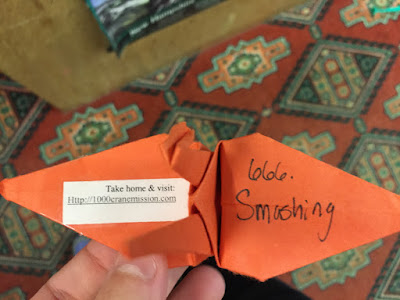 Take home & visit:
Http://1000cranemission.com
666.
Smashing